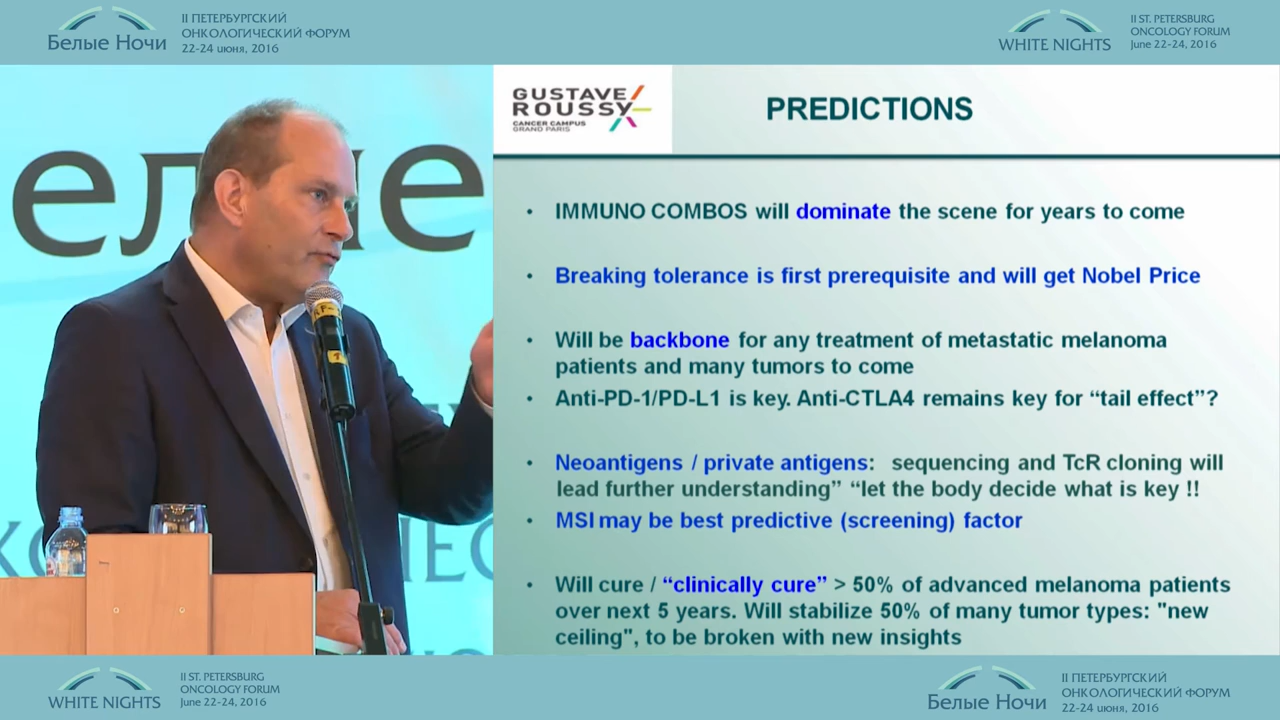 Белые Ночи
II ПЕТЕРБУРГСКИЙ
ОНКОЛОГИЧЕСКИЙ ФОРУМ
22-24 июня, 2016
WHITE NIGHTS
II ST. PETERSBURG
ONCOLOGY FORUM
June 22-24, 2016
GUSTAVE
ROUSSY
CANCER CAMPUS
GRAND PARIS
PREDICTIONS
• IMMUNO COMBOS will dominate the scene for years to come
• Breaking tolerance is first prerequisite and will get Nobel Price
• Will be backbone for any treatment of metastatic melanoma
patients and many tumors to come
• Anti-PD-1/PD-L1 is key. Anti-CTLA4 remains key for “tail effect”?
• Neoantigens / private antigens: sequencing and TcR cloning will
lead further understanding” “let the body decide what is key !!
• MSI may be best predictive (screening) factor
• Will cure / “clinically cure” > 50% of advanced melanoma patients
over next 5 years. Will stabilize 50% of many tumor types: "new
ceiling", to be broken with new insights
WHITE NIGHTS
II ST. PETERSBURG
ONCOLOGY FORUM
June 22-24, 2016
Белые Ночи
II ПЕТЕРБУРГСКИЙ
ОНКОЛОГИЧЕСКИЙ ФОРУМ
22-24 июня, 2016